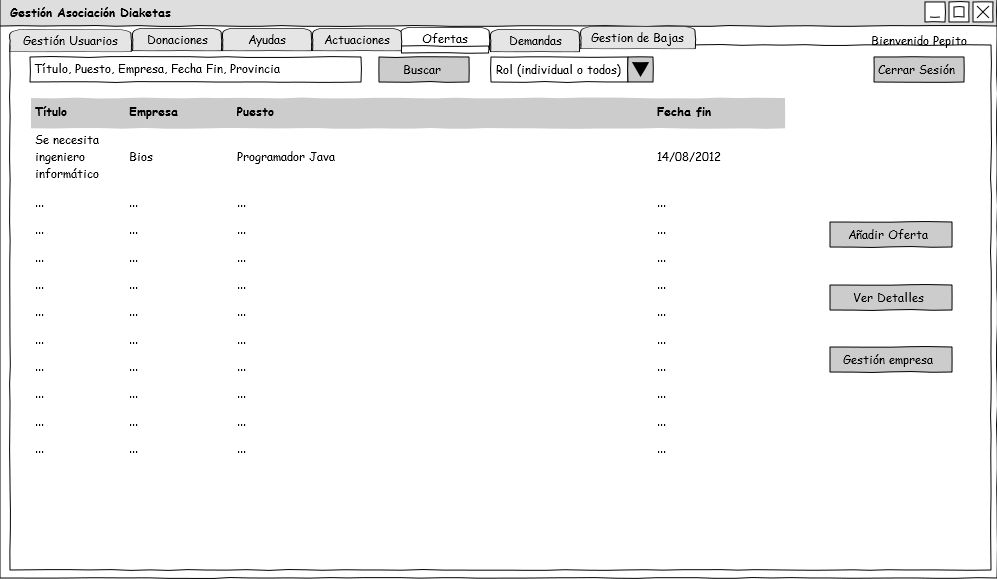 Gestión Asociación Diaketas
Gestión Usuarios Donaciones Ayudas Actuaciones Ofertas Demandas Gestion de Bajas Bienvenido Pepito
Título, Puesto, Empresa, Fecha Fin, Provincia Buscar Rol (individual o todos) Cerrar Sesión
Título Empresa Puesto Fecha fin
Se necesita
ingeniero Bios Programador Java 14/08/2012
informático
... ... ... ...
... ... ... ...
Añadir Oferta
... ... ... ...
... ... ... ...
Ver Detalles
... ... ... ...
... ... ... ...
Gestión empresa
... ... ... ...
... ... ... ...
... ... ... ...
... ... ... ...